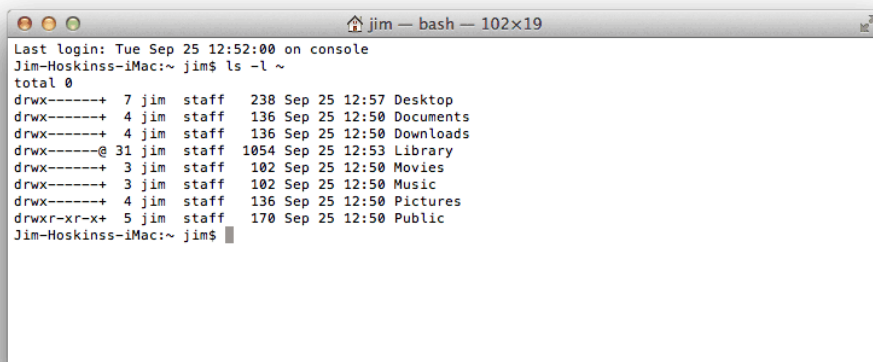 jim — bash — 102×19
Last login: Tue Sep 25 12:52:00 on console
Jim-Hoskinss-iMac:~ jim$ ls -l ~
total 0
drwx------+  7 jim  staff   238 Sep 25 12:57 Desktop
drwx------+  4 jim  staff   136 Sep 25 12:50 Documents
drwx------+  4 jim  staff   136 Sep 25 12:50 Downloads
drwx------@ 31 jim  staff  1054 Sep 25 12:53 Library
drwx------+  3 jim  staff   102 Sep 25 12:50 Movies
drwx------+  3 jim  staff   102 Sep 25 12:50 Music
drwx------+  4 jim  staff   136 Sep 25 12:50 Pictures
drwxr-xr-x+  5 jim  staff   170 Sep 25 12:50 Public
Jim-Hoskinss-iMac:~ jim$